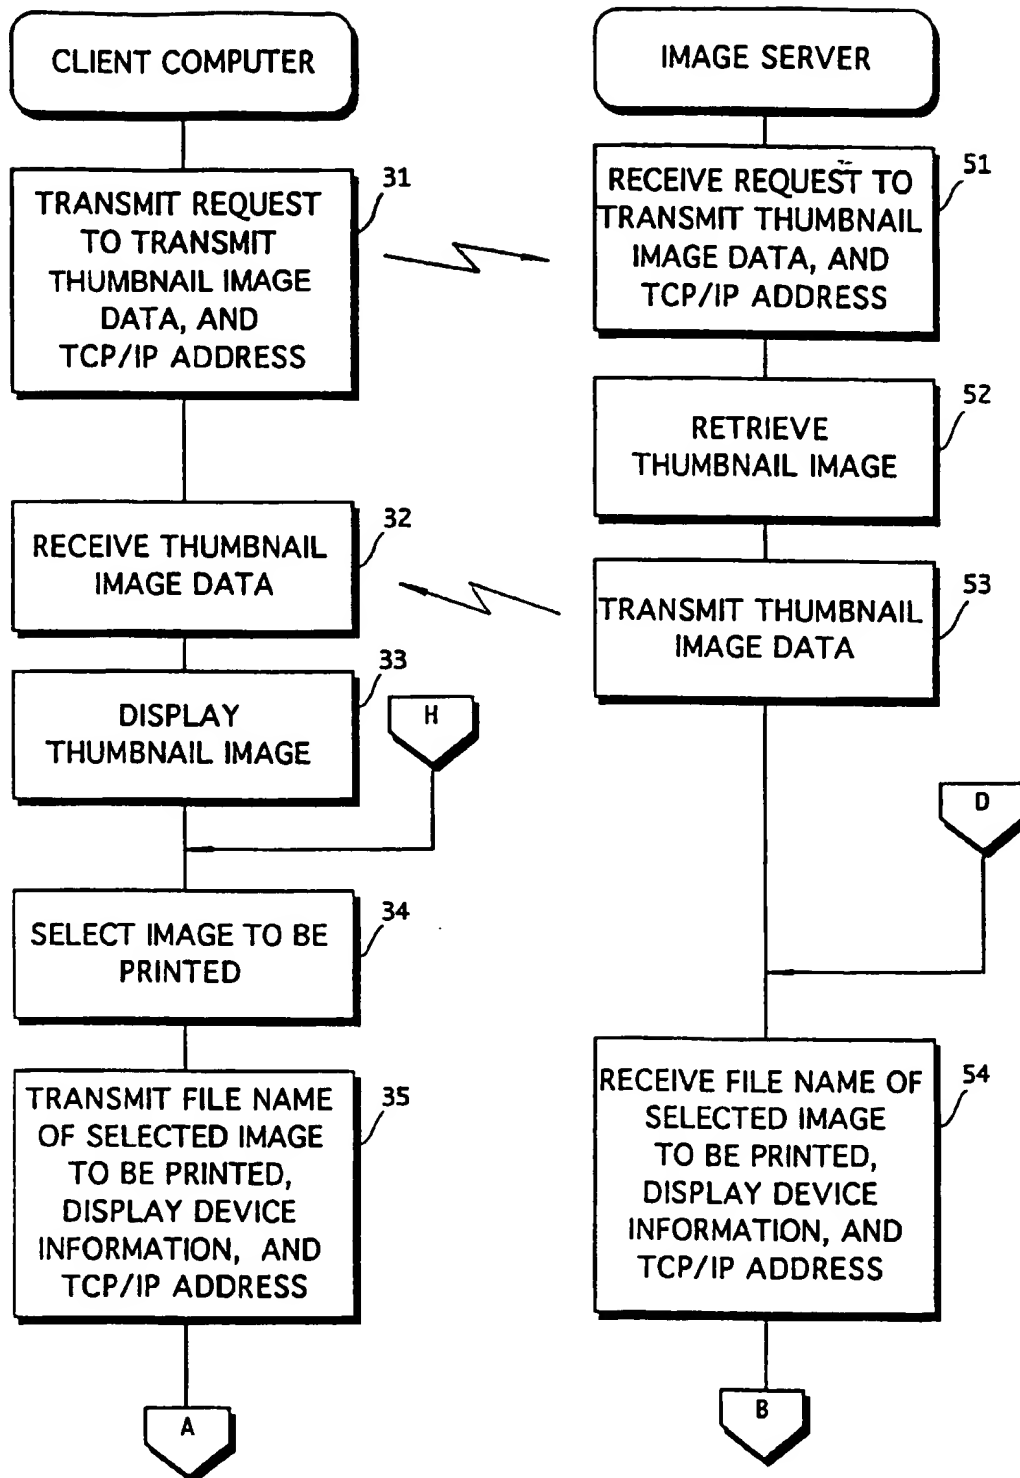 CLIENT COMPUTER
31
TRANSMIT REQUEST
TO TRANSMIT
THUMBNAIL IMAGE
DATA, AND
TCP/IP ADDRESS
32
RECEIVE THUMBNAIL
IMAGE DATA
33
DISPLAY
THUMBNAIL IMAGE
H
34
SELECT IMAGE TO BE
PRINTED
35
TRANSMIT FILE NAME
OF SELECTED IMAGE
TO BE PRINTED,
DISPLAY DEVICE
INFORMATION, AND
TCP/IP ADDRESS
A
IMAGE SERVER
51
RECEIVE REQUEST TO
TRANSMIT THUMBNAIL
IMAGE DATA, AND
TCP/IP ADDRESS
52
RETRIEVE
THUMBNAIL IMAGE
53
TRANSMIT THUMBNAIL
IMAGE DATA
D
54
RECEIVE FILE NAME OF
SELECTED IMAGE
TO BE PRINTED,
DISPLAY DEVICE
INFORMATION, AND
TCP/IP ADDRESS
B